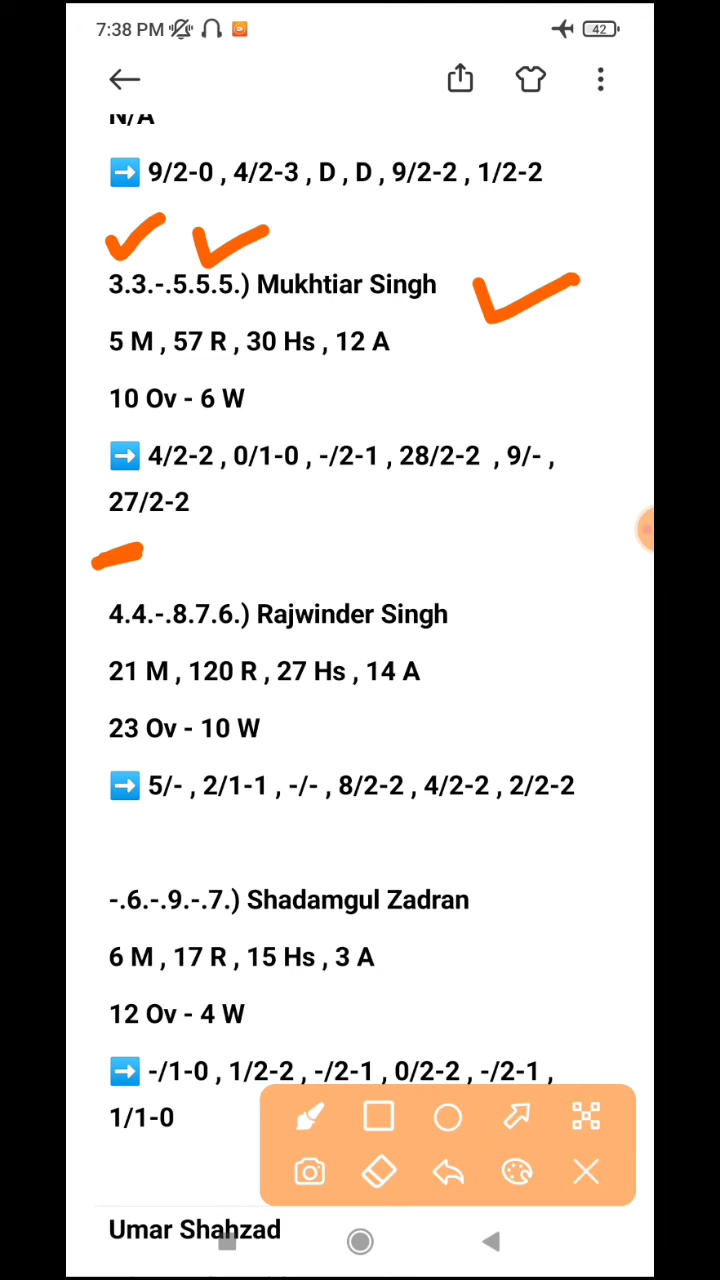 7:38 PM
42
N/A
➡️ 9/2-0 , 4/2-3 , D , D , 9/2-2 , 1/2-2
3.3.-.5.5.5.) Mukhtiar Singh
5 M , 57 R , 30 Hs , 12 A
10 Ov - 6 W
➡️ 4/2-2 , 0/1-0 , -/2-1 , 28/2-2 , 9/- ,
27/2-2
4.4.-.8.7.6.) Rajwinder Singh
21 M , 120 R , 27 Hs , 14 A
23 Ov - 10 W
➡️ 5/- , 2/1-1 , -/- , 8/2-2 , 4/2-2 , 2/2-2
-.6.-.9.-.7.) Shadamgul Zadran
6 M , 17 R , 15 Hs , 3 A
12 Ov - 4 W
➡️ -/1-0 , 1/2-2 , -/2-1 , 0/2-2 , -/2-1 ,
1/1-0
Umar Shahzad